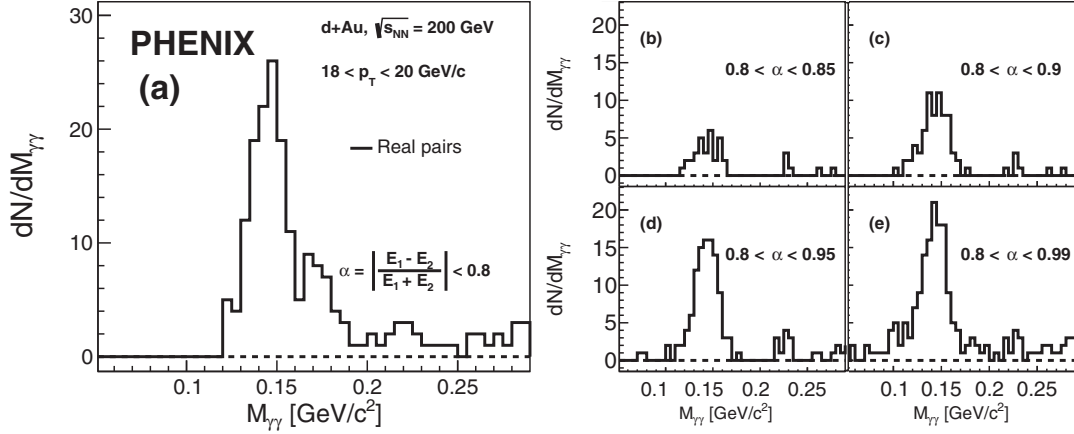 PHENIX
(a)
d+Au, √s_NN = 200 GeV
18 < p_T < 20 GeV/c
Real pairs
α = | E₁ - E₂ / E₁ + E₂ | < 0.8
dN/dM_γγ
30
20
10
0
0.1 0.15 0.2 0.25
M_γγ [GeV/c²]
(b)
0.8 < α < 0.85
dN/dM_γγ
20
15
10
5
0
(c)
0.8 < α < 0.9
(d)
0.8 < α < 0.95
dN/dM_γγ
20
15
10
5
0
0.1 0.15 0.2 0.25
M_γγ [GeV/c²]
(e)
0.8 < α < 0.99
0.1 0.15 0.2 0.25
M_γγ [GeV/c²]